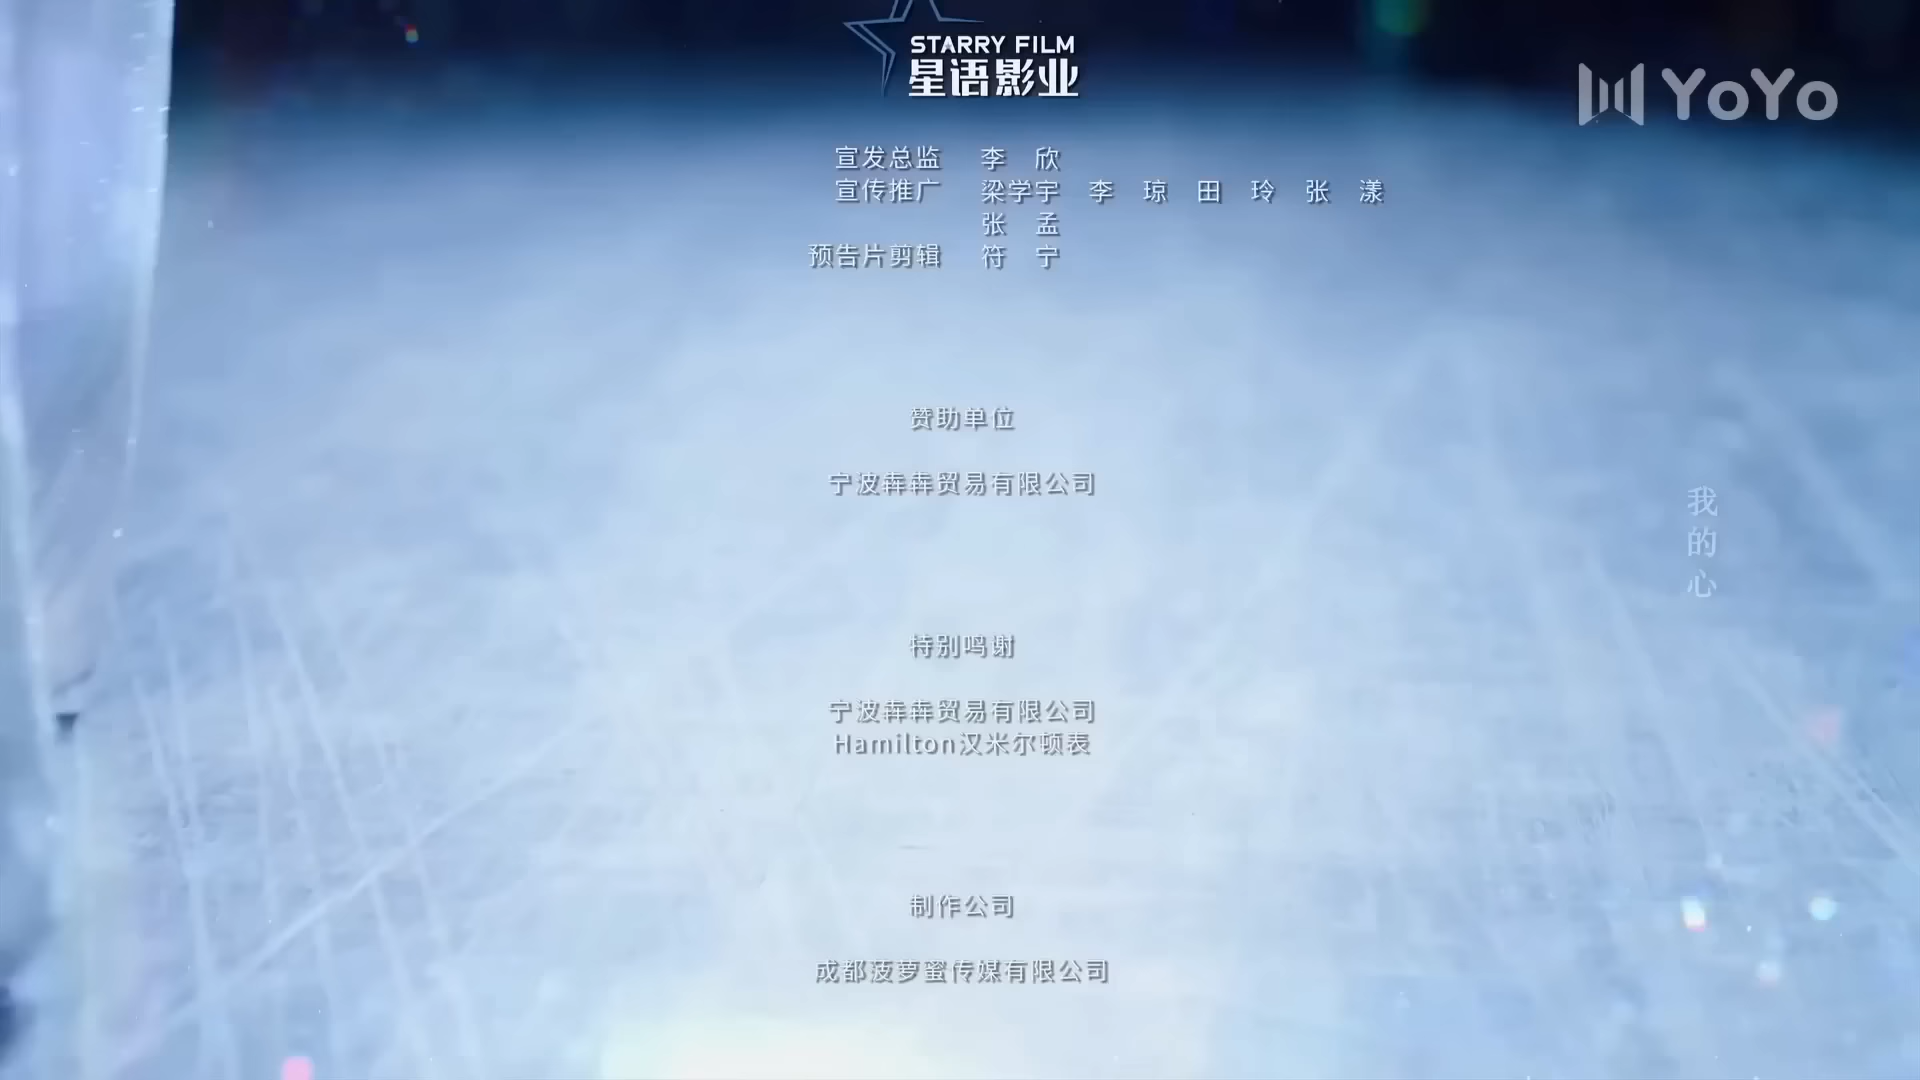 STARRY FILM
星语影业
YoYo
宣发总监 李 欣
宣传推广 梁学宇 李 琼 田 玲 张 漾
张 孟
预告片剪辑 符 宁
赞助单位
宁波犇犇贸易有限公司
我的心
特别鸣谢
宁波犇犇贸易有限公司
Hamilton汉米尔顿表
制作公司
成都菠萝蜜传媒有限公司